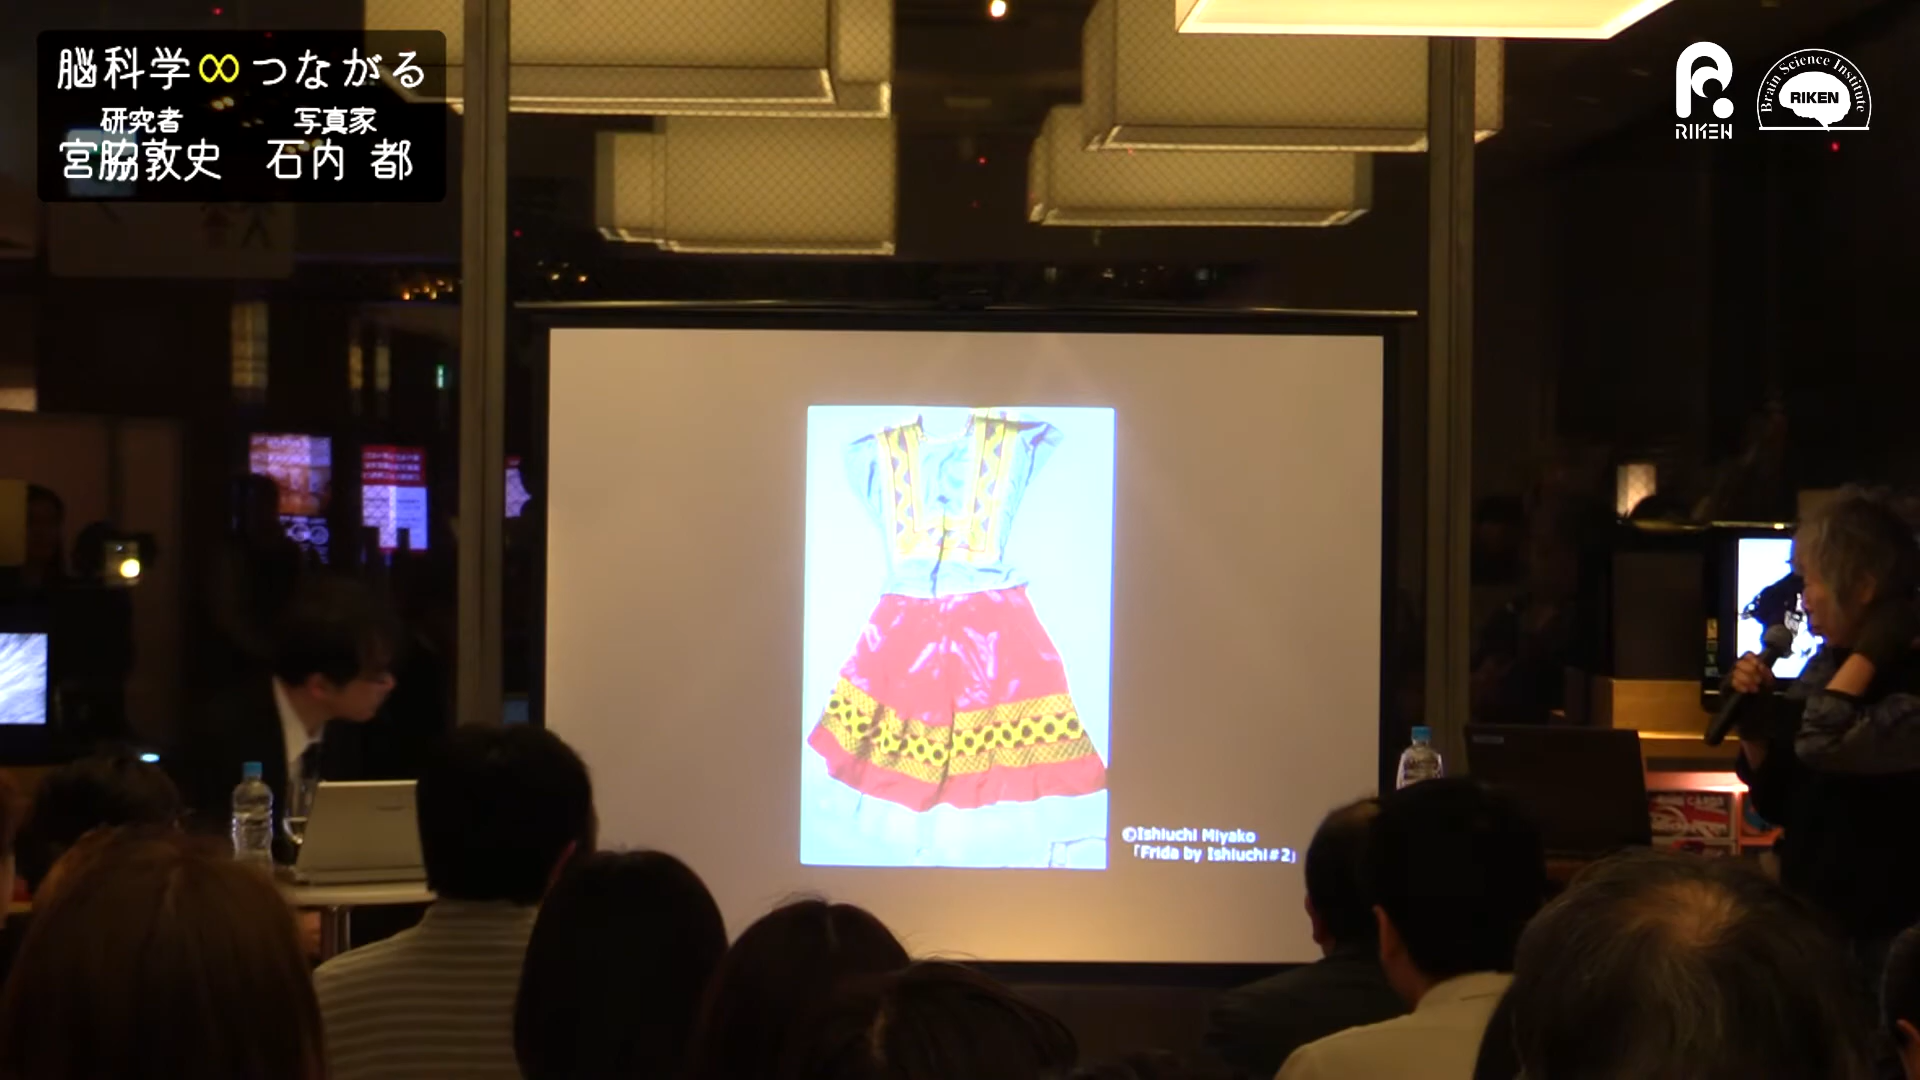 脳科学∞つながる
研究者 写真家
宮脇敦史 石内 都
RIKEN
Brain Science Institute
RIKEN
©Ishiuchi Miyako
「Frida by Ishiuchi#2」